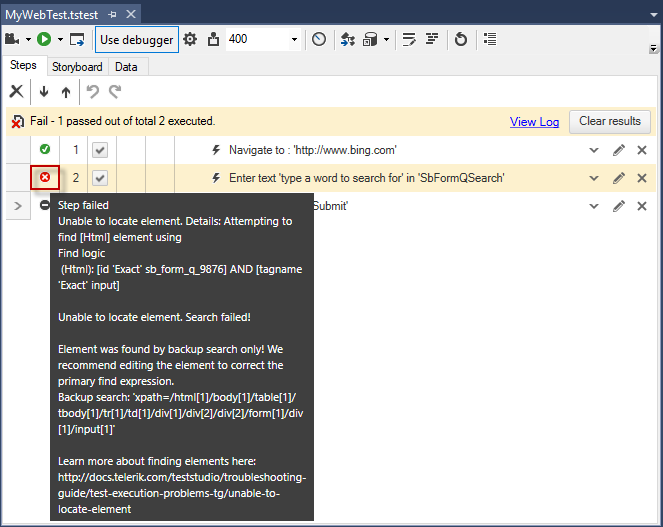 MyWebTest.tstest
Use debugger
400
Steps Storyboard Data
Fail - 1 passed out of total 2 executed. View Log Clear results
1 Navigate to : 'http://www.bing.com'
2 Enter text 'type a word to search for' in 'SbFormQSearch'
Submit'
Step failed
Unable to locate element. Details: Attempting to
find [Html] element using
Find logic
(Html): [id 'Exact' sb_form_q_9876] AND [tagname
'Exact' input]
Unable to locate element. Search failed!
Element was found by backup search only! We
recommend editing the element to correct the
primary find expression.
Backup search: 'xpath=/html[1]/body[1]/table[1]/
tbody[1]/tr[1]/td[1]/div[1]/div[2]/div[2]/form[1]/div
[1]/input[1]'
Learn more about finding elements here:
http://docs.telerik.com/teststudio/troubleshooting-
guide/test-execution-problems-tg/unable-to-
locate-element